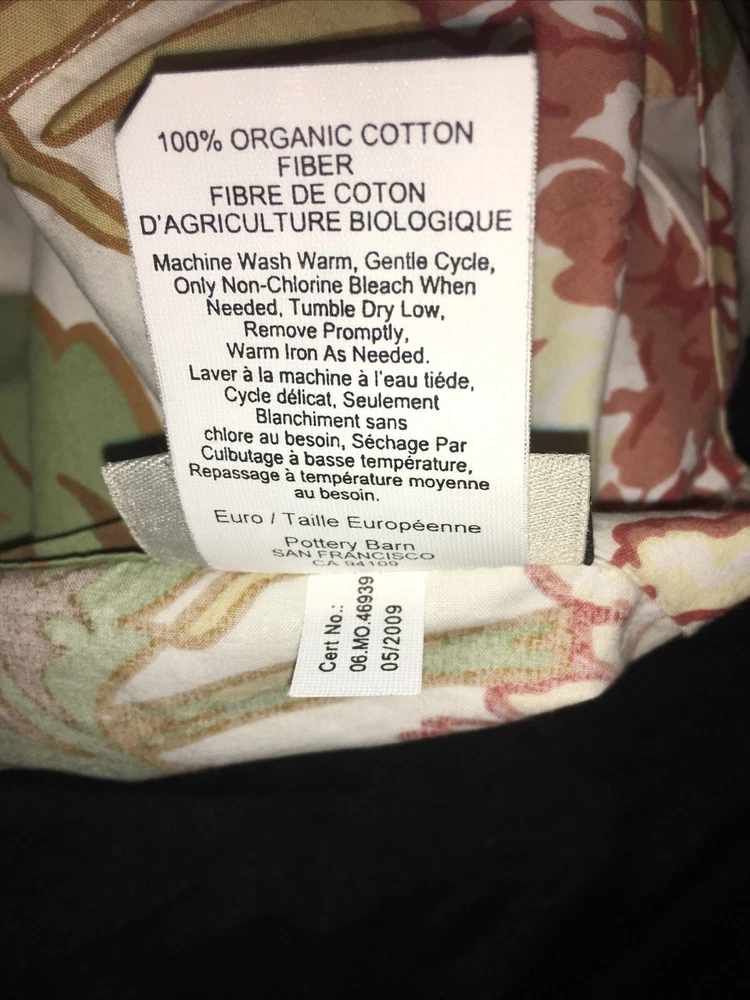 100% ORGANIC COTTON
FIBER
FIBRE DE COTON
D'AGRICULTURE BIOLOGIQUE
Machine Wash Warm, Gentle Cycle,
Only Non-Chlorine Bleach When
Needed, Tumble Dry Low,
Remove Promptly,
Warm Iron As Needed.
Laver à la machine à l'eau tiéde,
Cycle délicat, Seulement
Blanchiment sans
chlore au besoin, Séchage Par
Culbutage à basse température,
Repassage à température moyenne
au besoin.
Euro / Taille Européenne
Pottery Barn
SAN FRANCISCO
CA 94109
Cert No.:
06.MO.46939
05/2009